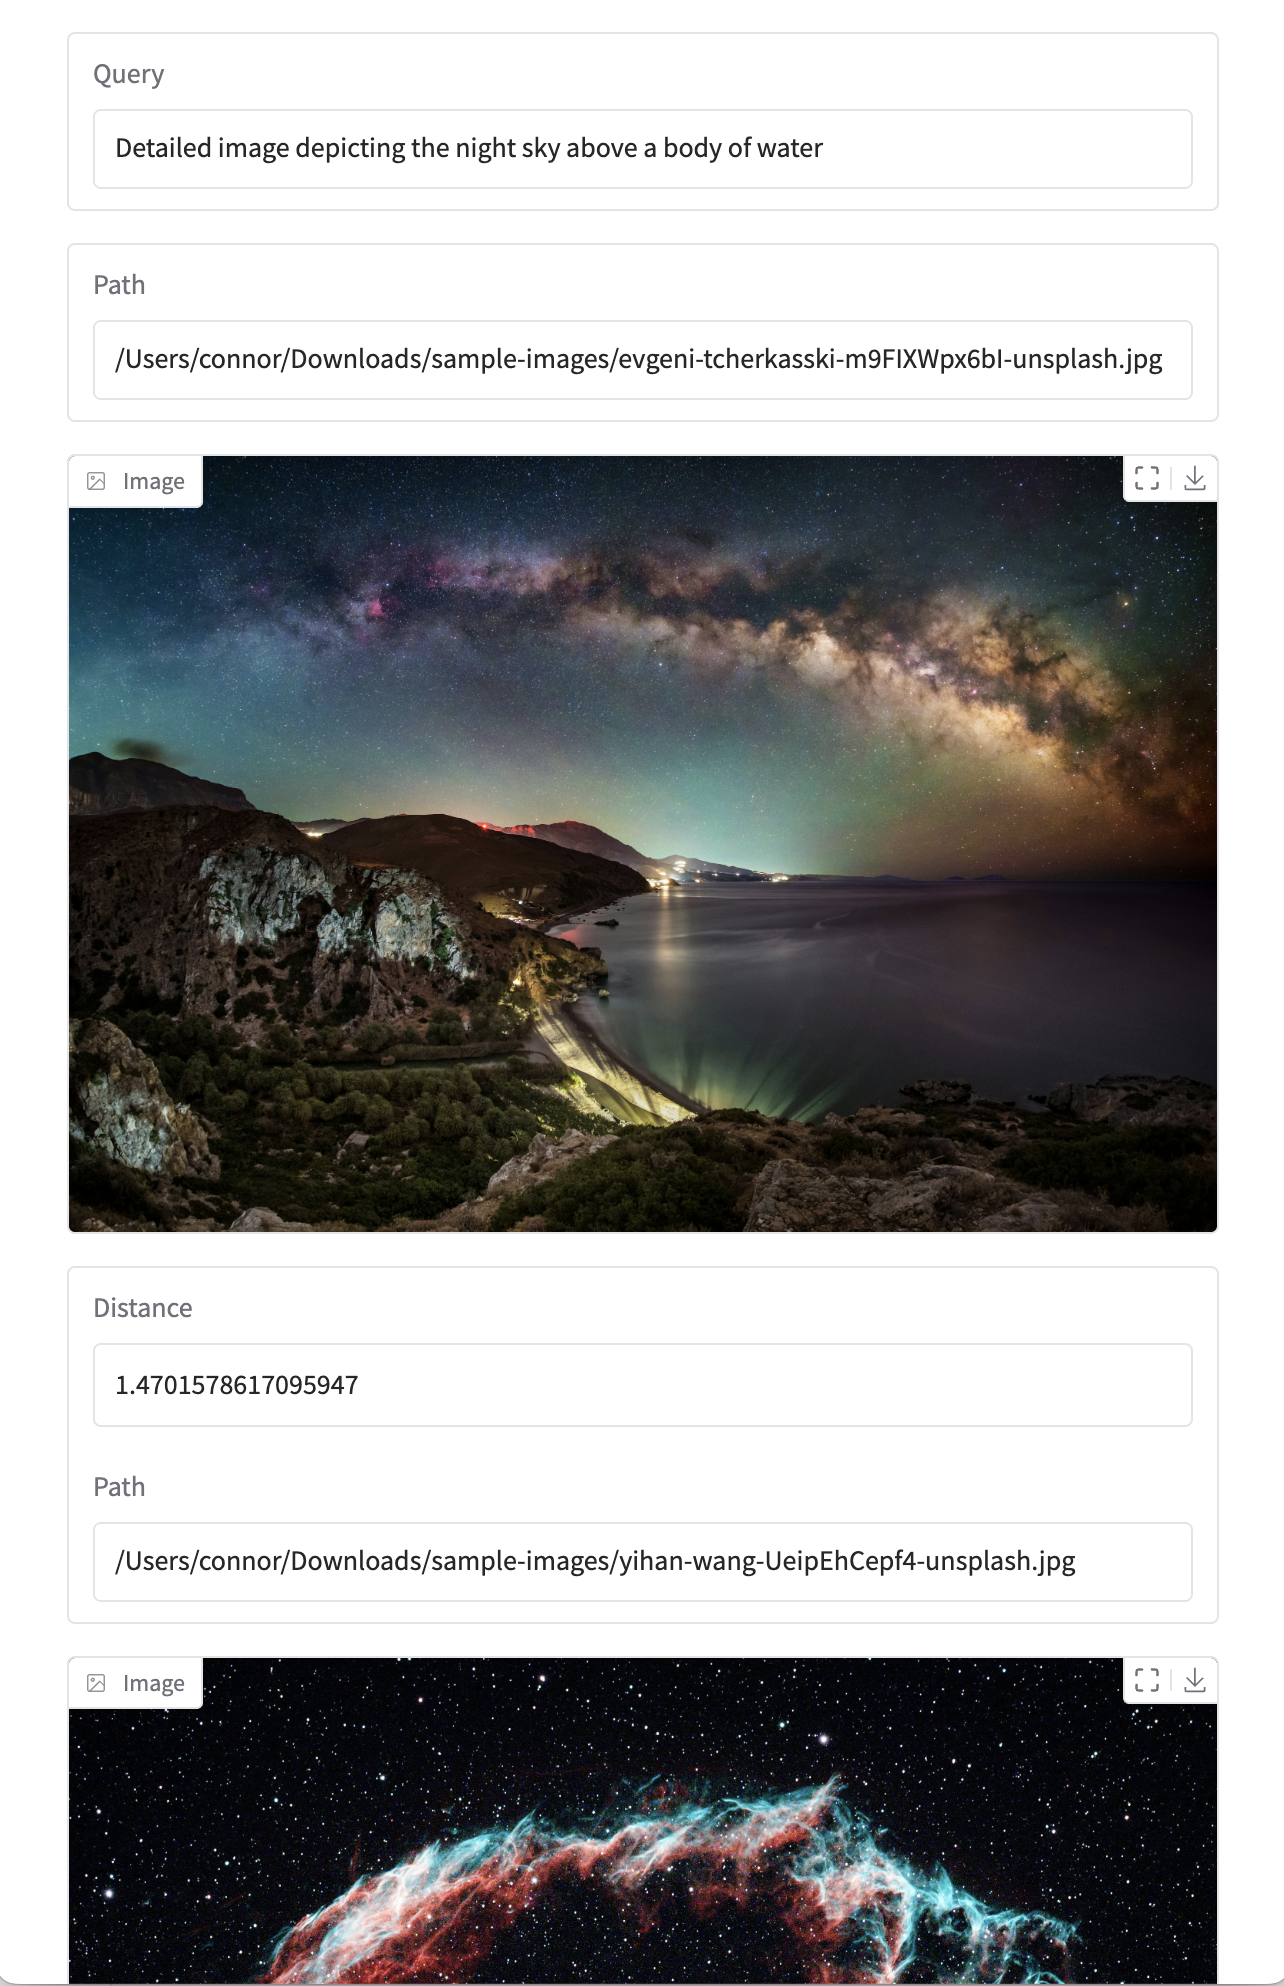 Query
Detailed image depicting the night sky above a body of water
Path
/Users/connor/Downloads/sample-images/evgeni-tcherkasski-m9FIXWpx6bI-unsplash.jpg
Image
Distance
1.4701578617095947
Path
/Users/connor/Downloads/sample-images/yihan-wang-UeipEhCepf4-unsplash.jpg
Image